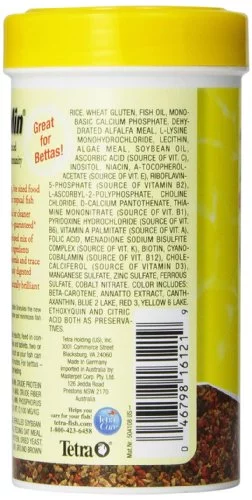 Great
for
Bettas!
RICE, WHEAT GLUTEN, FISH OIL, MONO-
BASIC CALCIUM PHOSPHATE, DEHY-
DRATED ALFALFA MEAL, L-LYSINE
MONOHYDROCHLORIDE, LECITHIN,
ALGAE MEAL, SOYBEAN OIL,
ASCORBIC ACID (SOURCE OF VIT. C),
INOSITOL, NIACIN, A-TOCOPHEROL-
ACETATE (SOURCE OF VIT. E), RIBOFLAVIN-
5-PHOSPHATE (SOURCE OF VITAMIN B2),
L-ASCORBYL-2-POLYPHOSPHATE,
CHOLINE CHLORIDE, D-CALCIUM PANTOTHENATE, THIA-
MINE MONONITRATE (SOURCE OF VIT. B1),
PYRIDOXINE HYDROCHLORIDE (SOURCE OF VIT.
B6), VITAMIN A PALMITATE (SOURCE OF VIT. A),
FOLIC ACID, MENADIONE SODIUM BISULFITE
COMPLEX (SOURCE OF VIT. K), BIOTIN, CYANO-
COBALAMIN (SOURCE OF VIT. B12), CHOLE-
CALCIFEROL (SOURCE OF VIT. D3),
MANGANESE SULFATE, ZINC SULFATE, FERROUS
SULFATE, COBALT NITRATE. COLOR INCLUDES:
BETA-CAROTENE, ANNATTO EXTRACT, CANTH-
AXANTHIN, BLUE 2 LAKE, RED 3, YELLOW 6 LAKE.
ETHOXYQUIN AND CITRIC
ACID BOTH AS PRESERVATIVES.
Tetra Holding (US), Inc.
3001 Commerce Street
Blacksburg, VA 24060
Made in Germany
Imported to Australia by:
Masterpet Corp. Pty. Ltd.
126 Jedda Road
Prestons NSW 2170
Helps you
care for your fish!
tetra-fish.com
1-800-423-6458
Tetra
0 46798 16121 9